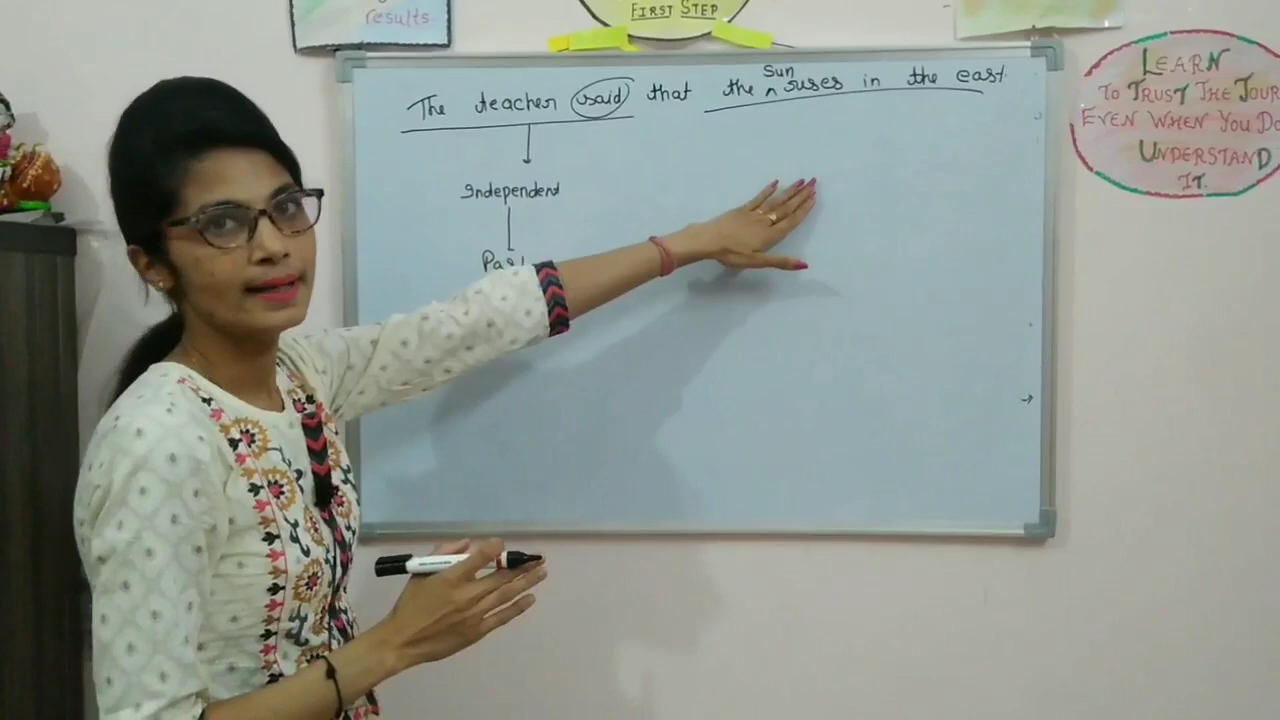 results
FIRST STEP
The teacher said that the sun rises in the east.
Independent
Past
LEARN
TO TRUST THE JOUR
EVEN WHEN YOU DO
UNDERSTAND
IT.